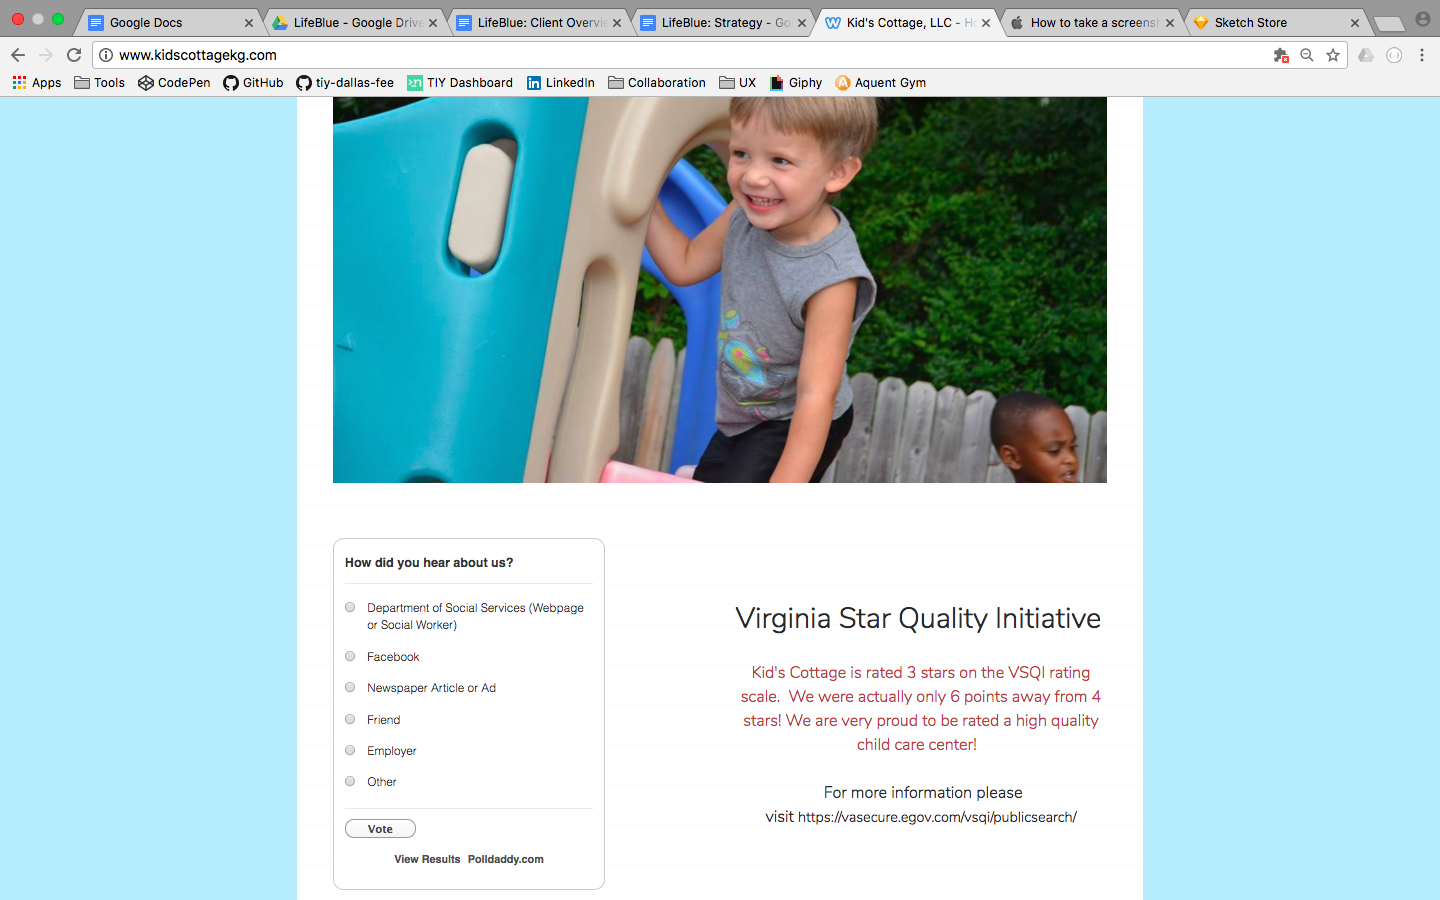 Google Docs
LifeBlue - Google Drive
LifeBlue: Client Overvie
LifeBlue: Strategy - Go
Kid's Cottage, LLC - Ho
How to take a screensh
Sketch Store
www.kidscottagekg.com
Apps
Tools
CodePen
GitHub
tiy-dallas-fee
TIY Dashboard
LinkedIn
Collaboration
UX
Giphy
Aquent Gym
How did you hear about us?
Department of Social Services (Webpage
or Social Worker)
Facebook
Newspaper Article or Ad
Friend
Employer
Other
Vote
View Results Polldaddy.com
Virginia Star Quality Initiative
Kid's Cottage is rated 3 stars on the VSQI rating
scale. We were actually only 6 points away from 4
stars! We are very proud to be rated a high quality
child care center!
For more information please
visit https://vasecure.egov.com/vsqi/publicsearch/